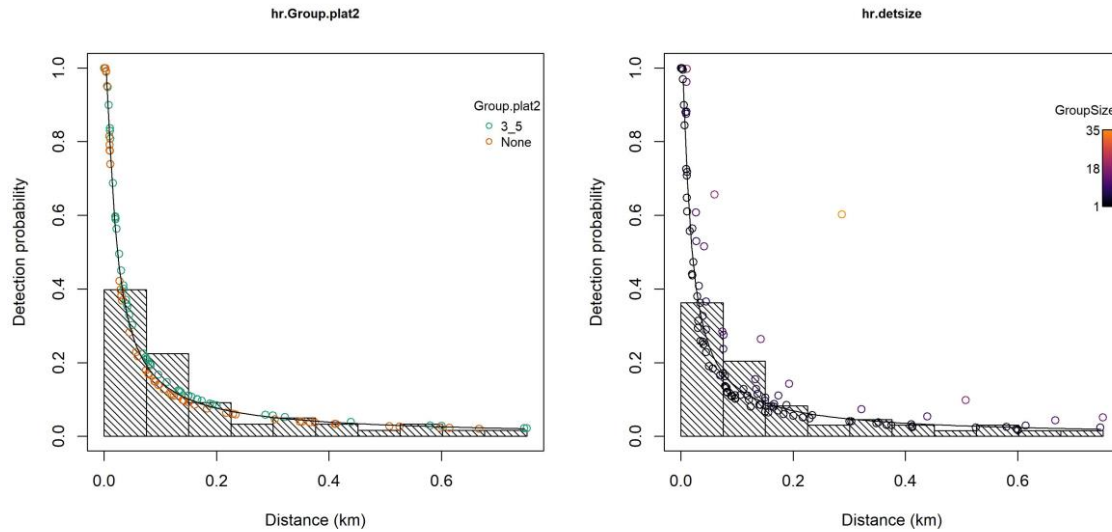 hr.Group.plat2
Detection probability
1.0
0.8
0.6
0.4
0.2
0.0
Group.plat2
3_5
None
0.0
0.2
0.4
0.6
Distance (km)
hr.detsize
Detection probability
1.0
0.8
0.6
0.4
0.2
0.0
GroupSize
35
18
1
0.0
0.2
0.4
0.6
Distance (km)